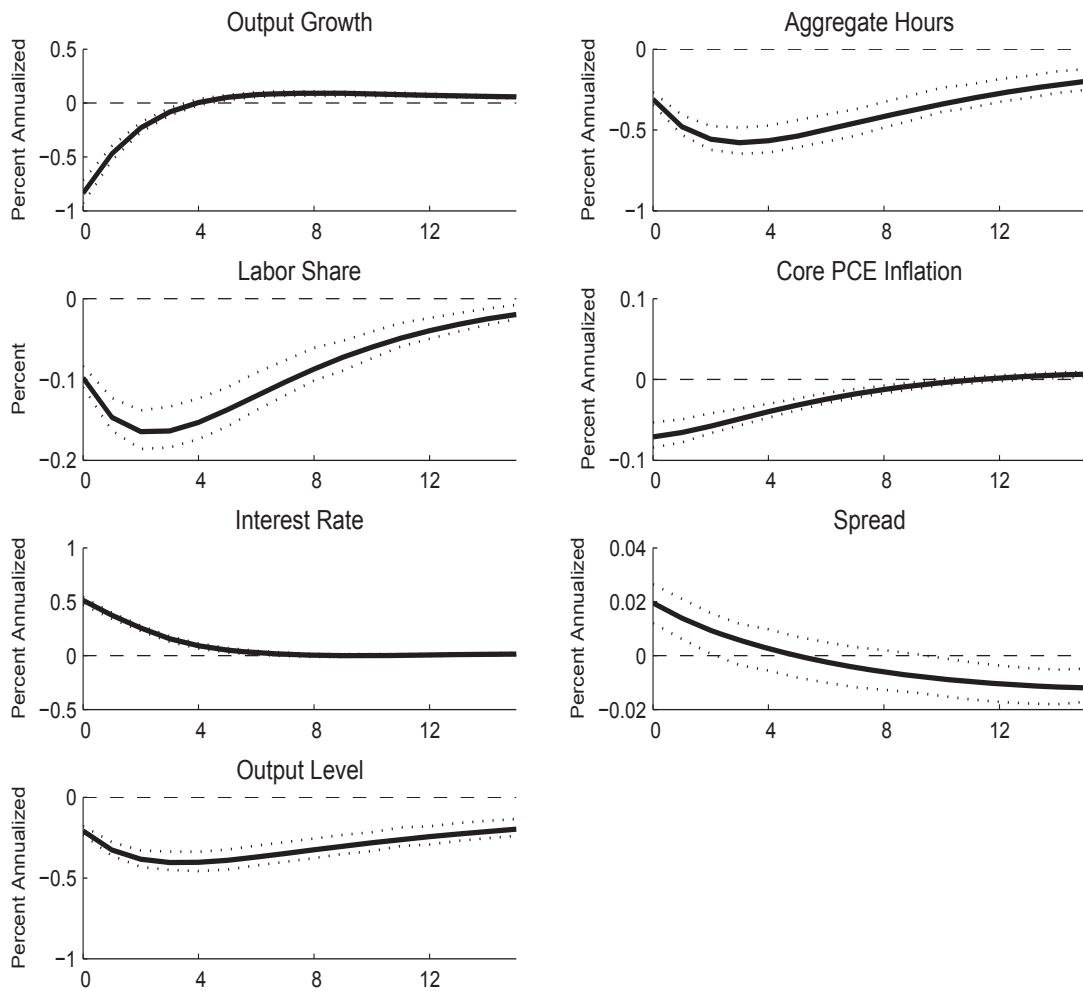 Output Growth
Percent Annualized
0.5
0
−0.5
−1
0 4 8 12
Aggregate Hours
Percent Annualized
0
−0.5
−1
0 4 8 12
Labor Share
Percent
0
−0.1
−0.2
0 4 8 12
Core PCE Inflation
Percent Annualized
0.1
0
−0.1
0 4 8 12
Interest Rate
Percent Annualized
1
0.5
0
−0.5
0 4 8 12
Spread
Percent Annualized
0.04
0.02
0
−0.02
0 4 8 12
Output Level
Percent Annualized
0
−0.5
−1
0 4 8 12